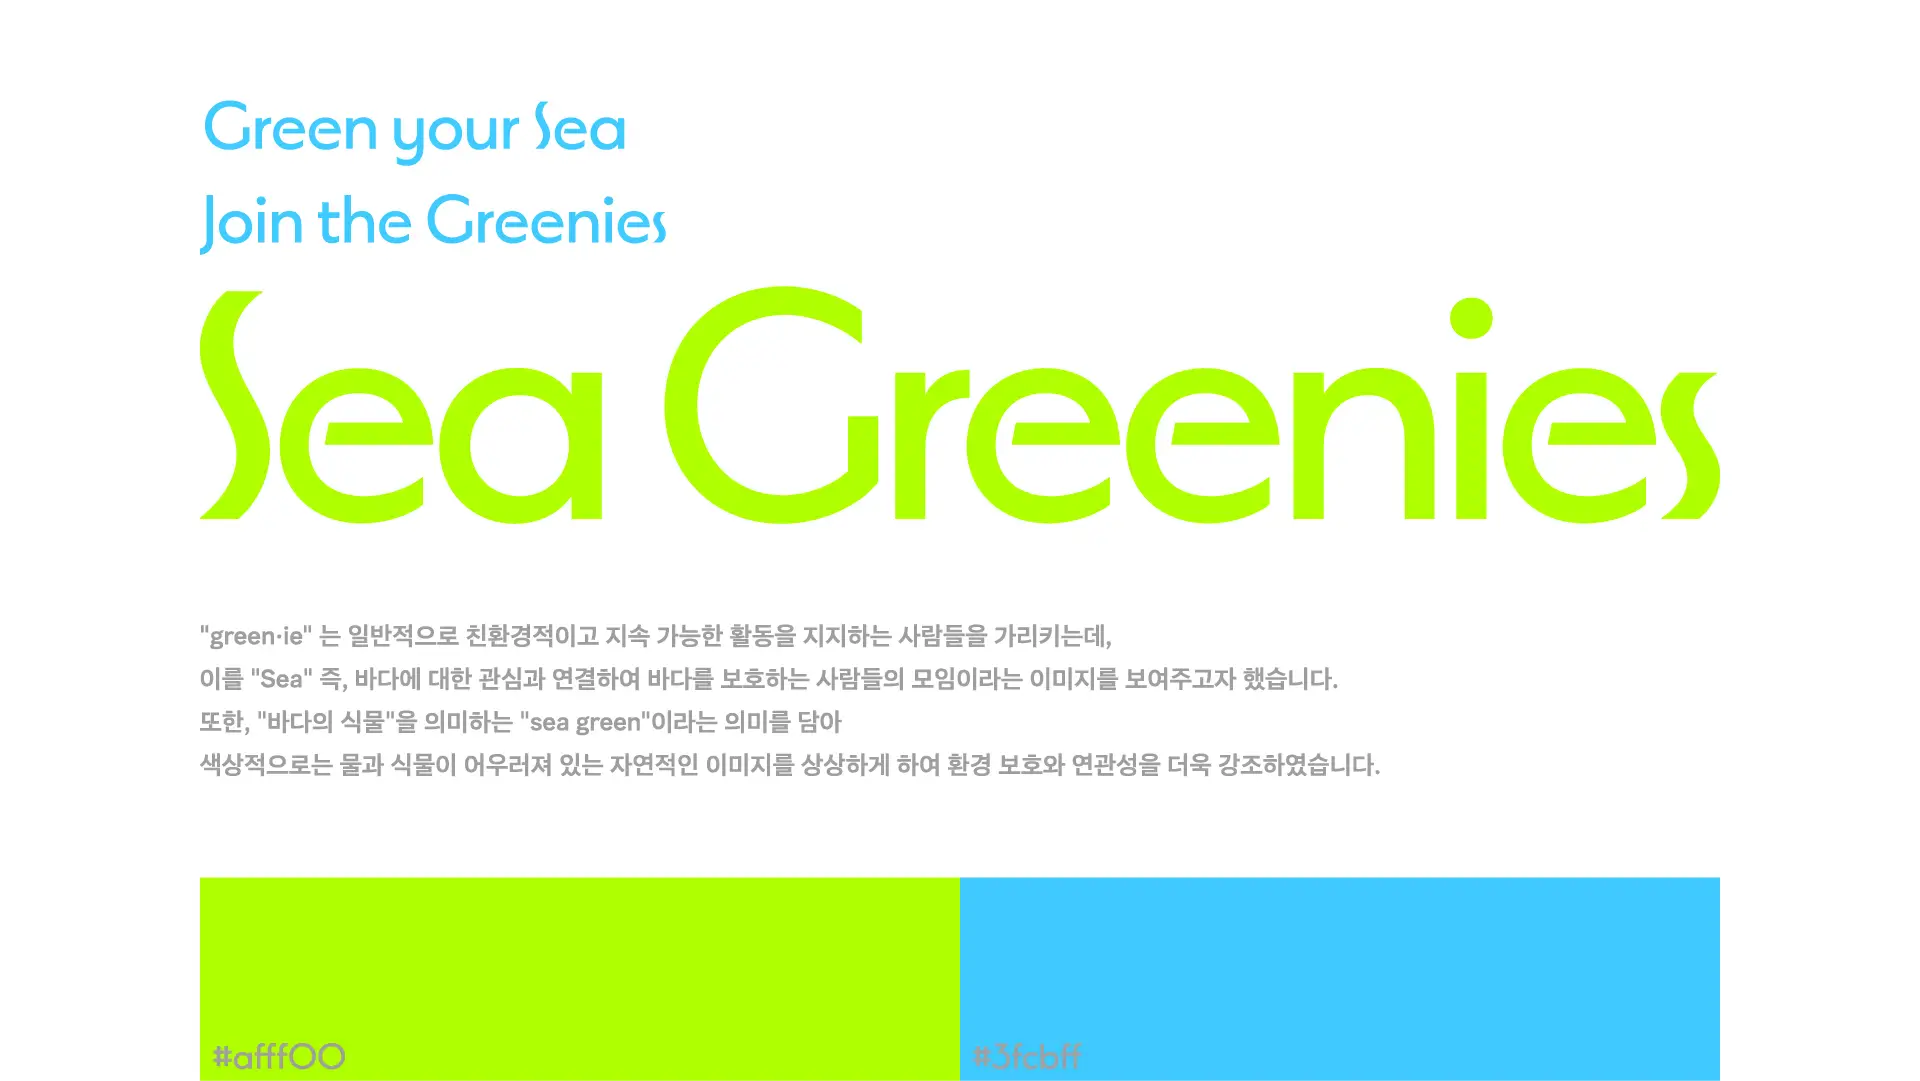 Green your Sea
Join the Greenies
Sea Greenies
"green·ie" 는 일반적으로 친환경적이고 지속 가능한 활동을 지지하는 사람들을 가리키는데,
이를 "Sea" 즉, 바다에 대한 관심과 연결하여 바다를 보호하는 사람들의 모임이라는 이미지를 보여주고자 했습니다.
또한, "바다의 식물"을 의미하는 "sea green"이라는 의미를 담아
색상적으로는 물과 식물이 어우러져 있는 자연적인 이미지를 상상하게 하여 환경 보호와 연관성을 더욱 강조하였습니다.
#afff00
#3fcbff